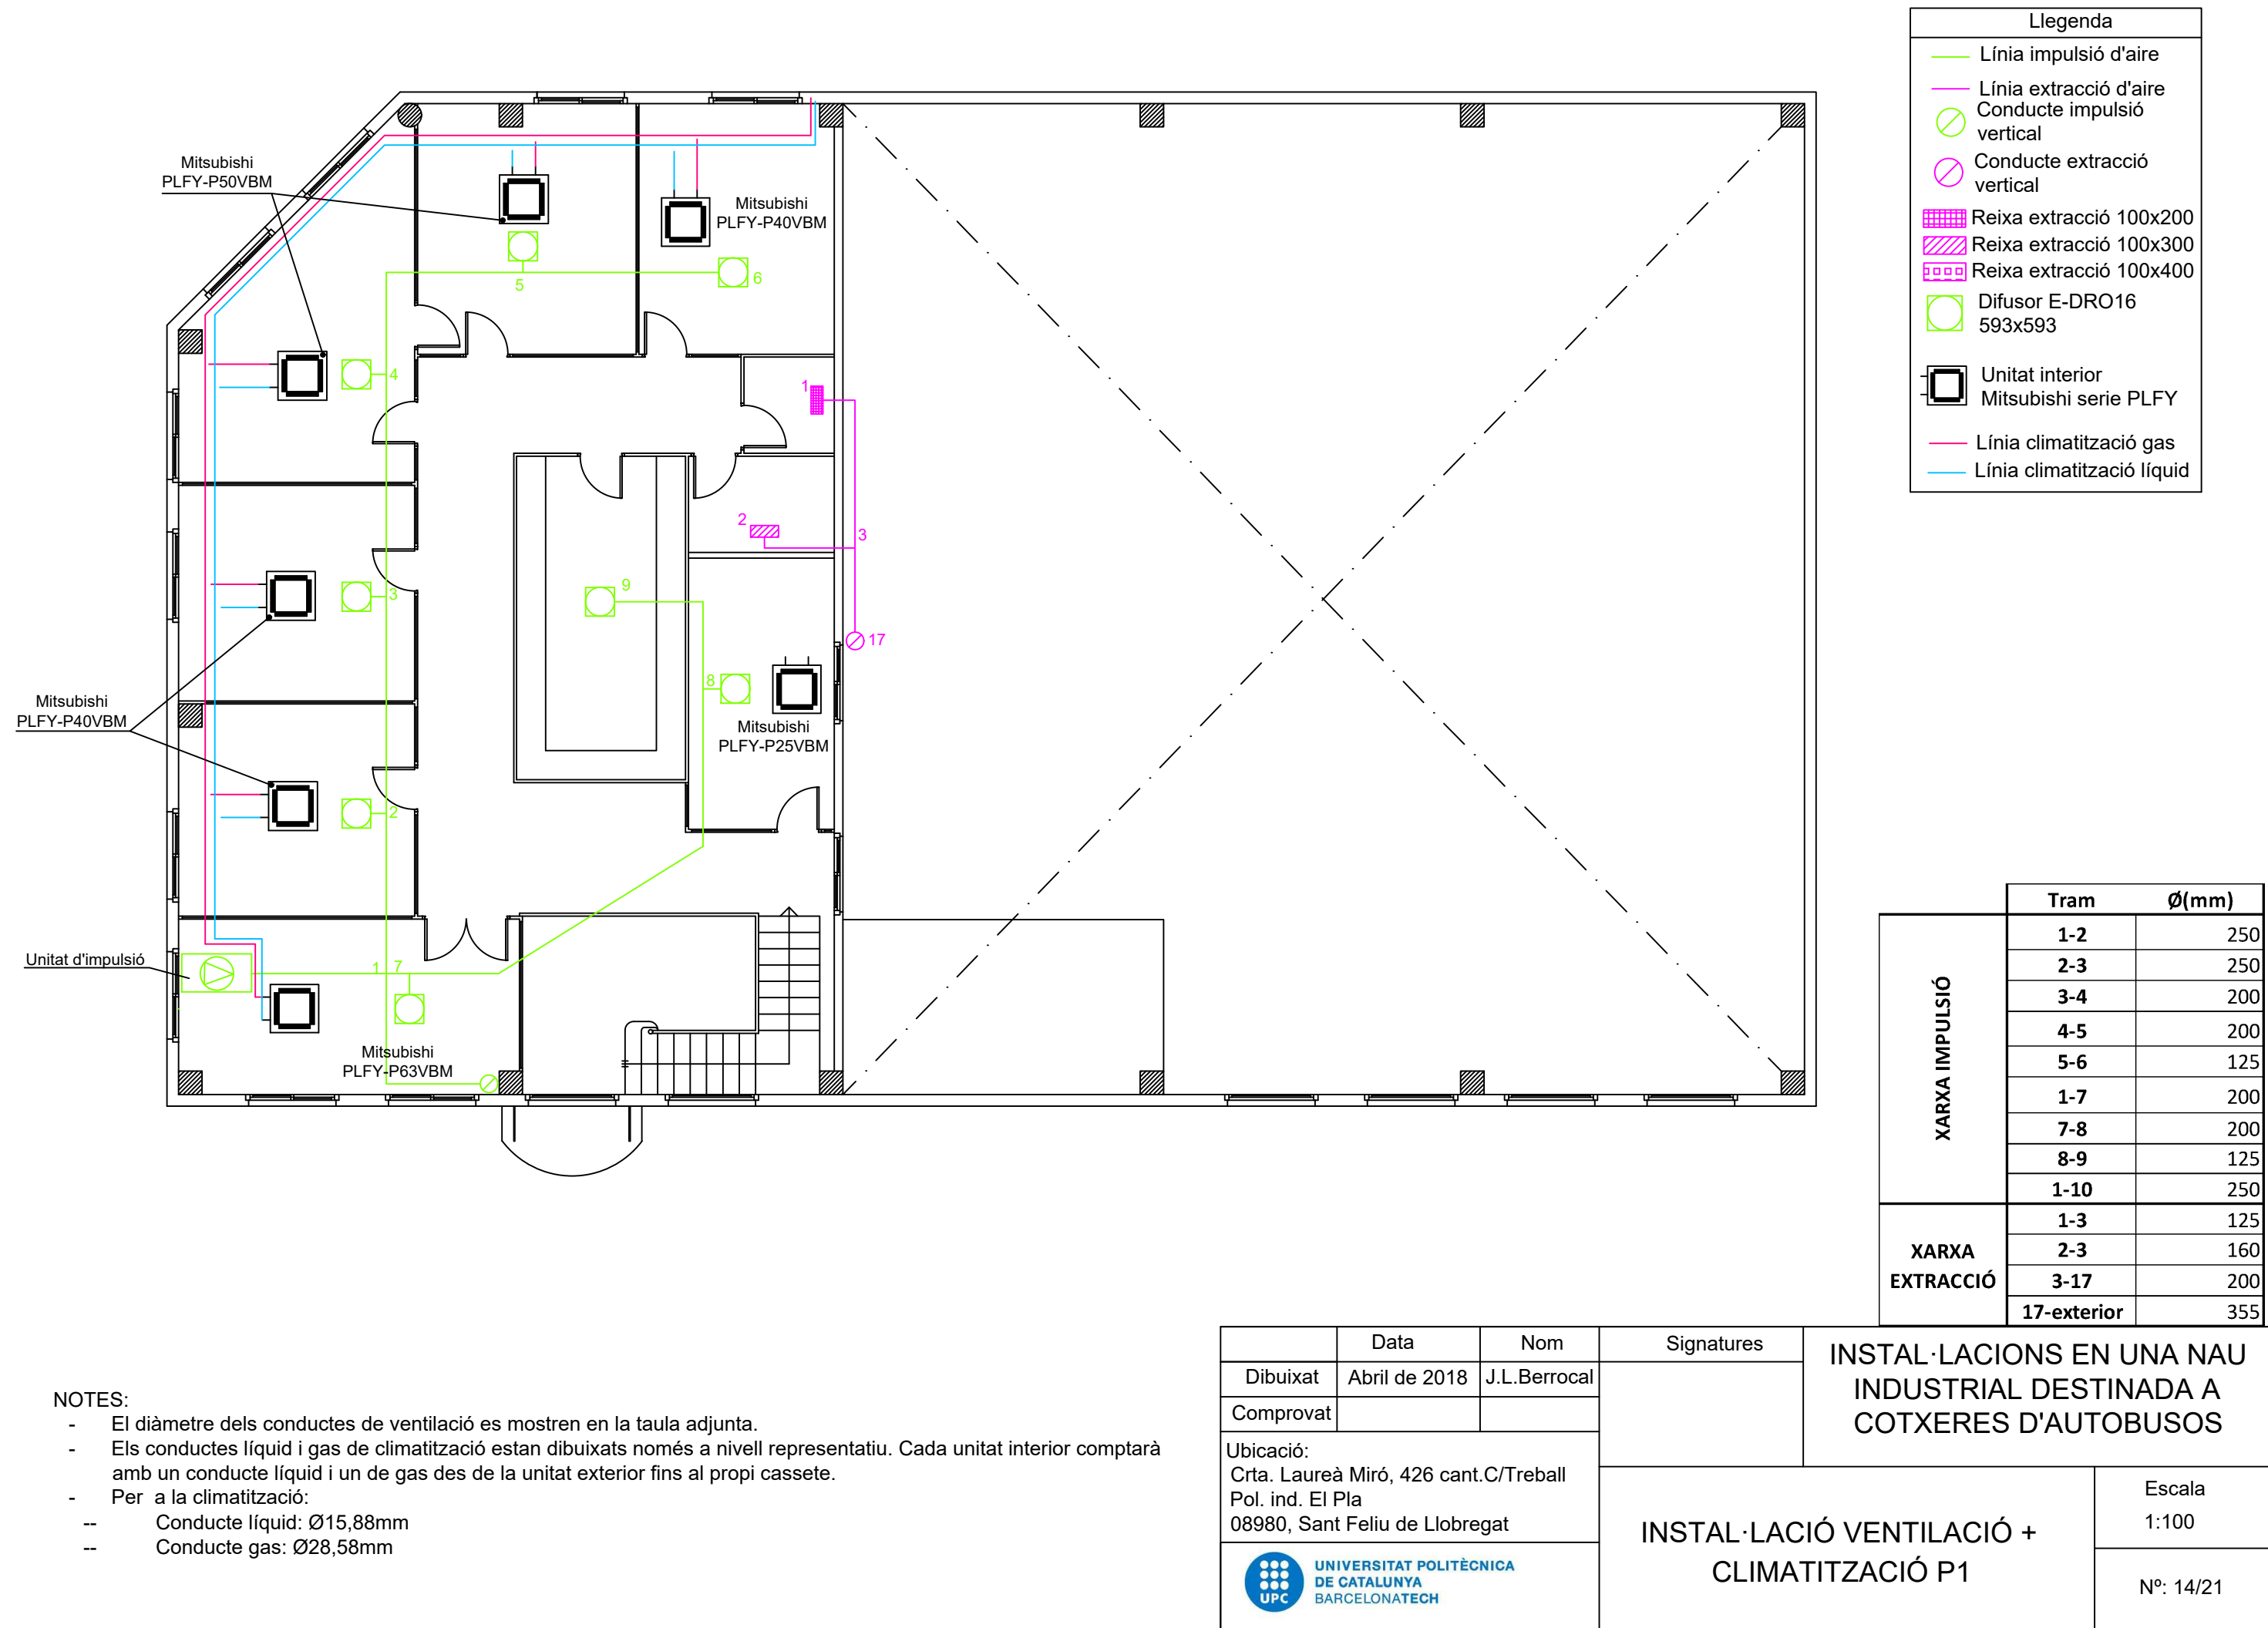 Llegenda
Línia impulsió d'aire
Línia extracció d'aire
Conducte impulsió
vertical
Conducte extracció
vertical
Reixa extracció 100x200
Reixa extracció 100x300
Reixa extracció 100x400
Difusor E-DRO16
593x593
Unitat interior
Mitsubishi serie PLFY
Línia climatització gas
Línia climatització líquid
Mitsubishi
PLFY-P50VBM
Mitsubishi
PLFY-P40VBM
5
6
4
1
2
3
9
3
17
8
Mitsubishi
PLFY-P40VBM
Mitsubishi
PLFY-P25VBM
2
Unitat d'impulsió
1
7
Mitsubishi
PLFY-P63VBM
Tram Ø(mm)
XARXA IMPULSIÓ
1-2 250
2-3 250
3-4 200
4-5 200
5-6 125
1-7 200
7-8 200
8-9 125
1-10 250
XARXA
EXTRACCIÓ
1-3 125
2-3 160
3-17 200
17-exterior 355
NOTES:
- El diàmetre dels conductes de ventilació es mostren en la taula adjunta.
- Els conductes líquid i gas de climatització estan dibuixats només a nivell representatiu. Cada unitat interior comptarà
amb un conducte líquid i un de gas des de la unitat exterior fins al propi cassete.
- Per a la climatització:
-- Conducte líquid: Ø15,88mm
-- Conducte gas: Ø28,58mm
Data Nom Signatures
Dibuixat Abril de 2018 J.L.Berrocal
Comprovat
Ubicació:
Crta. Laureà Miró, 426 cant.C/Treball
Pol. ind. El Pla
08980, Sant Feliu de Llobregat
UPC
UNIVERSITAT POLITÈCNICA
DE CATALUNYA
BARCELONATECH
INSTAL·LACIONS EN UNA NAU
INDUSTRIAL DESTINADA A
COTXERES D'AUTOBUSOS
INSTAL·LACIÓ VENTILACIÓ +
CLIMATITZACIÓ P1
Escala
1:100
Nº: 14/21